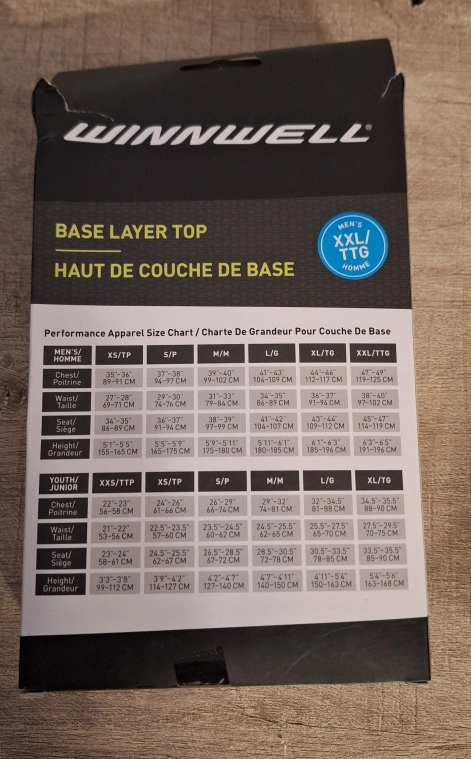 WINNWELL®
BASE LAYER TOP
HAUT DE COUCHE DE BASE
MEN'S
XXL/
TTG
HOMME
Performance Apparel Size Chart / Charte De Grandeur Pour Couche De Base
MEN'S/ HOMME XS/TP S/P M/M L/G XL/TG XXL/TTG
Chest/ Poitrine 35"-36" 89-91 CM 37"-38" 94-97 CM 39"-40" 99-102 CM 41"-43" 104-109 CM 44"-46" 112-117 CM 47"-49" 119-125 CM
Waist/ Taille 27"-28" 69-71 CM 29"-30" 74-76 CM 31"-33" 79-84 CM 34"-35" 86-89 CM 36"-37" 91-94 CM 38"-40" 97-102 CM
Seat/ Siège 34"-35" 86-89 CM 36"-37" 91-94 CM 38"-39" 97-99 CM 41"-42" 104-107 CM 43"-44" 109-112 CM 45"-47" 114-119 CM
Height/ Grandeur 5'1"-5'5" 155-165 CM 5'5"-5'9" 165-175 CM 5'9"-5'11" 175-180 CM 5'11"-6'1" 180-185 CM 6'1"-6'3" 185-196 CM 6'3"-6'5" 191-196 CM
YOUTH/ JUNIOR XXS/TTP XS/TP S/P M/M L/G XL/TG
Chest/ Poitrine 22"-23" 56-58 CM 24"-26" 61-66 CM 26"-29" 66-74 CM 29"-32" 74-81 CM 32"-34.5" 81-88 CM 34.5"-35.5" 88-90 CM
Waist/ Taille 21"-22" 53-56 CM 22.5"-23.5" 57-60 CM 23.5"-24.5" 60-62 CM 24.5"-25.5" 62-65 CM 25.5"-27.5" 65-70 CM 27.5"-29.5" 70-75 CM
Seat/ Siège 23"-24" 58-61 CM 24.5"-25.5" 62-67 CM 26.5"-28.5" 67-72 CM 28.5"-30.5" 72-78 CM 30.5"-33.5" 78-85 CM 33.5"-35.5" 85-90 CM
Height/ Grandeur 3'3"-3'8" 99-112 CM 3'9"-4'2" 114-127 CM 4'2"-4'7" 127-140 CM 4'7"-4'11" 140-150 CM 4'11"-5'4" 150-163 CM 5'4"-5'6" 163-168 CM